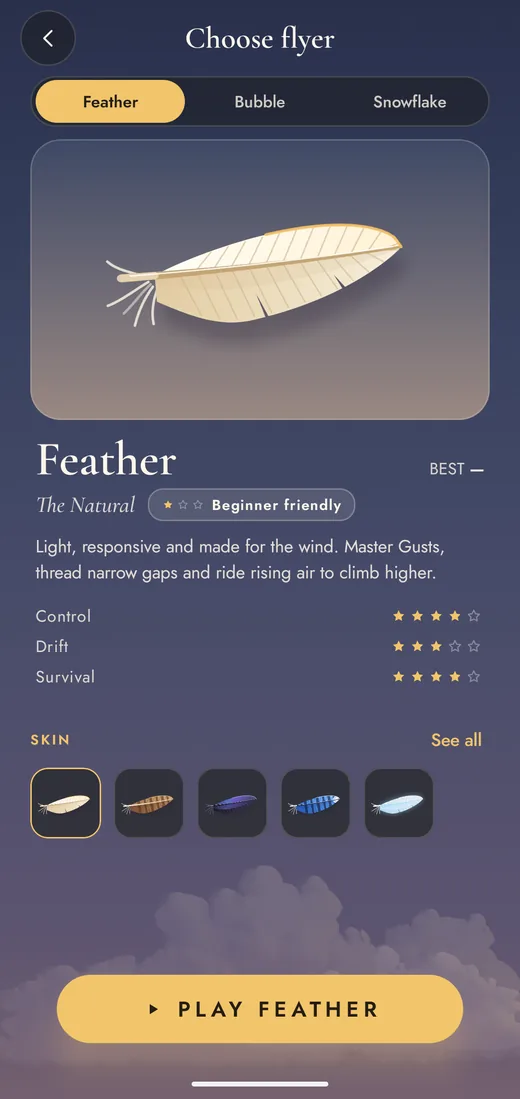 Choose flyer
Feather
Bubble
Snowflake
Feather
BEST —
The Natural
Beginner friendly
Light, responsive and made for the wind. Master Gusts,
thread narrow gaps and ride rising air to climb higher.
Control
Drift
Survival
SKIN
See all
PLAY FEATHER